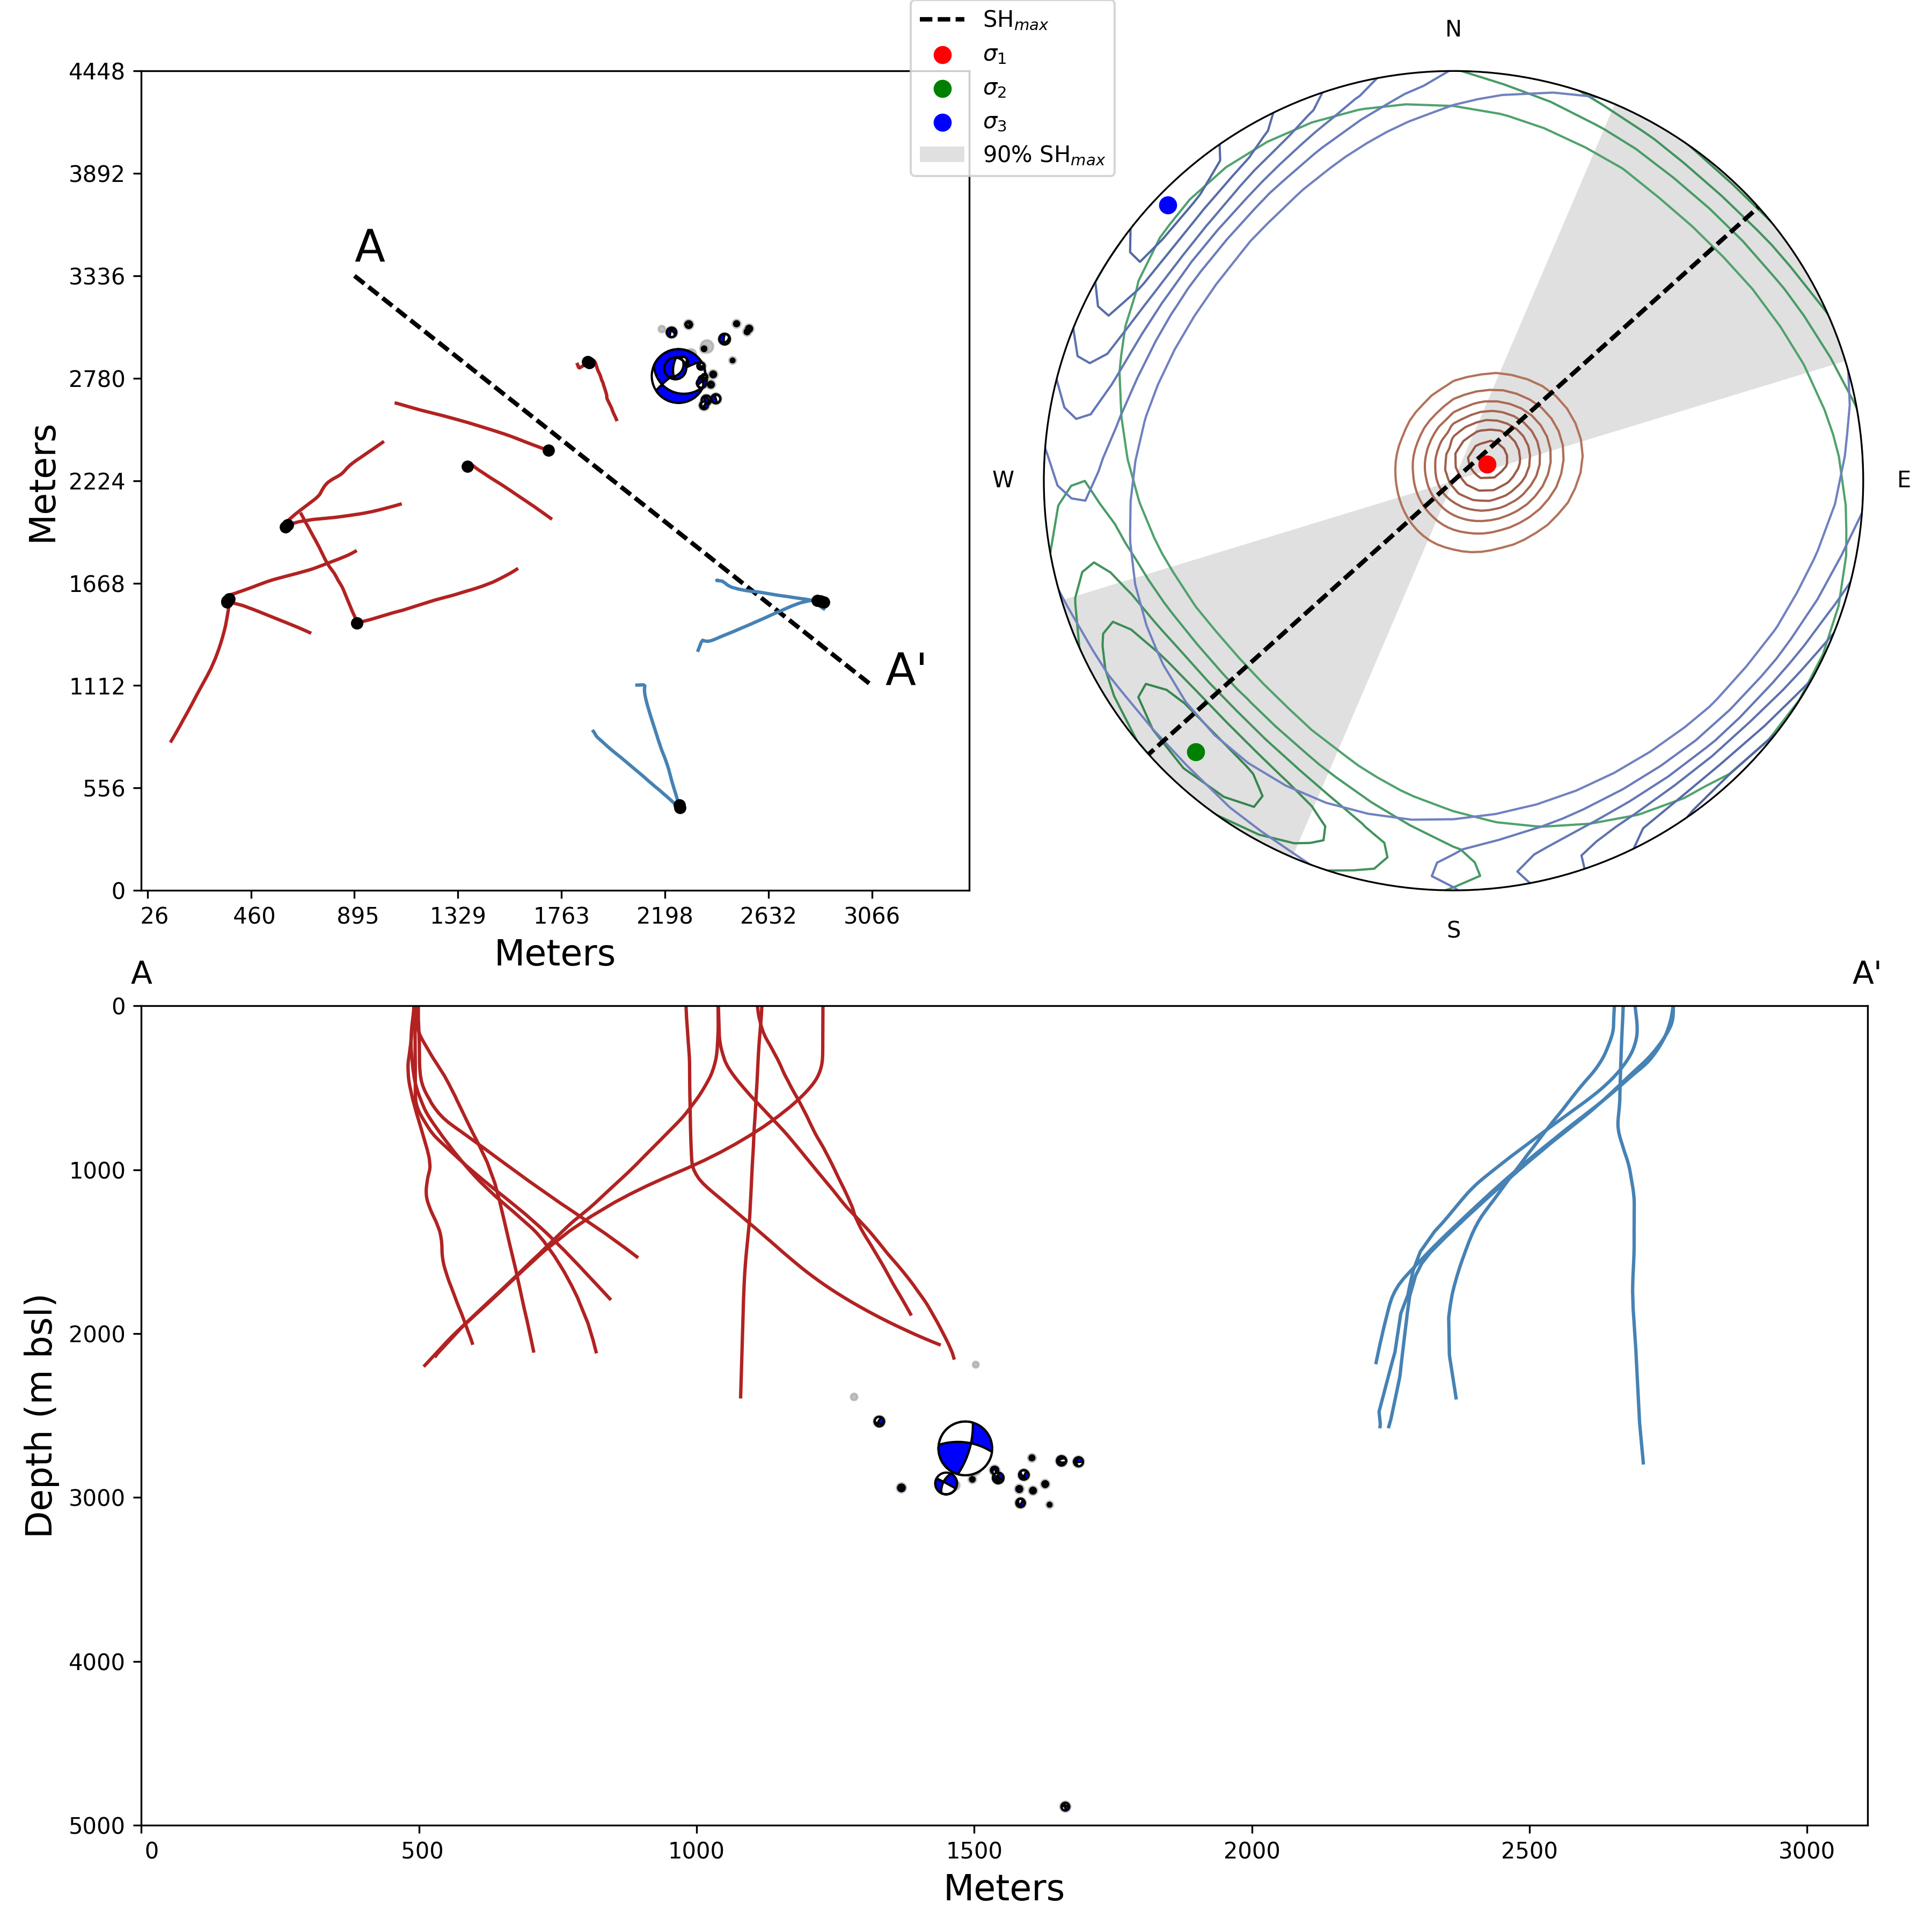 SHmax
σ1
σ2
σ3
90% SHmax
N
W
E
S
4448
3892
3336
2780
2224
1668
1112
556
0
Meters
A
A'
26 460 895 1329 1763 2198 2632 3066
Meters
A
A'
0
1000
2000
3000
4000
5000
Depth (m bsl)
0 500 1000 1500 2000 2500 3000
Meters